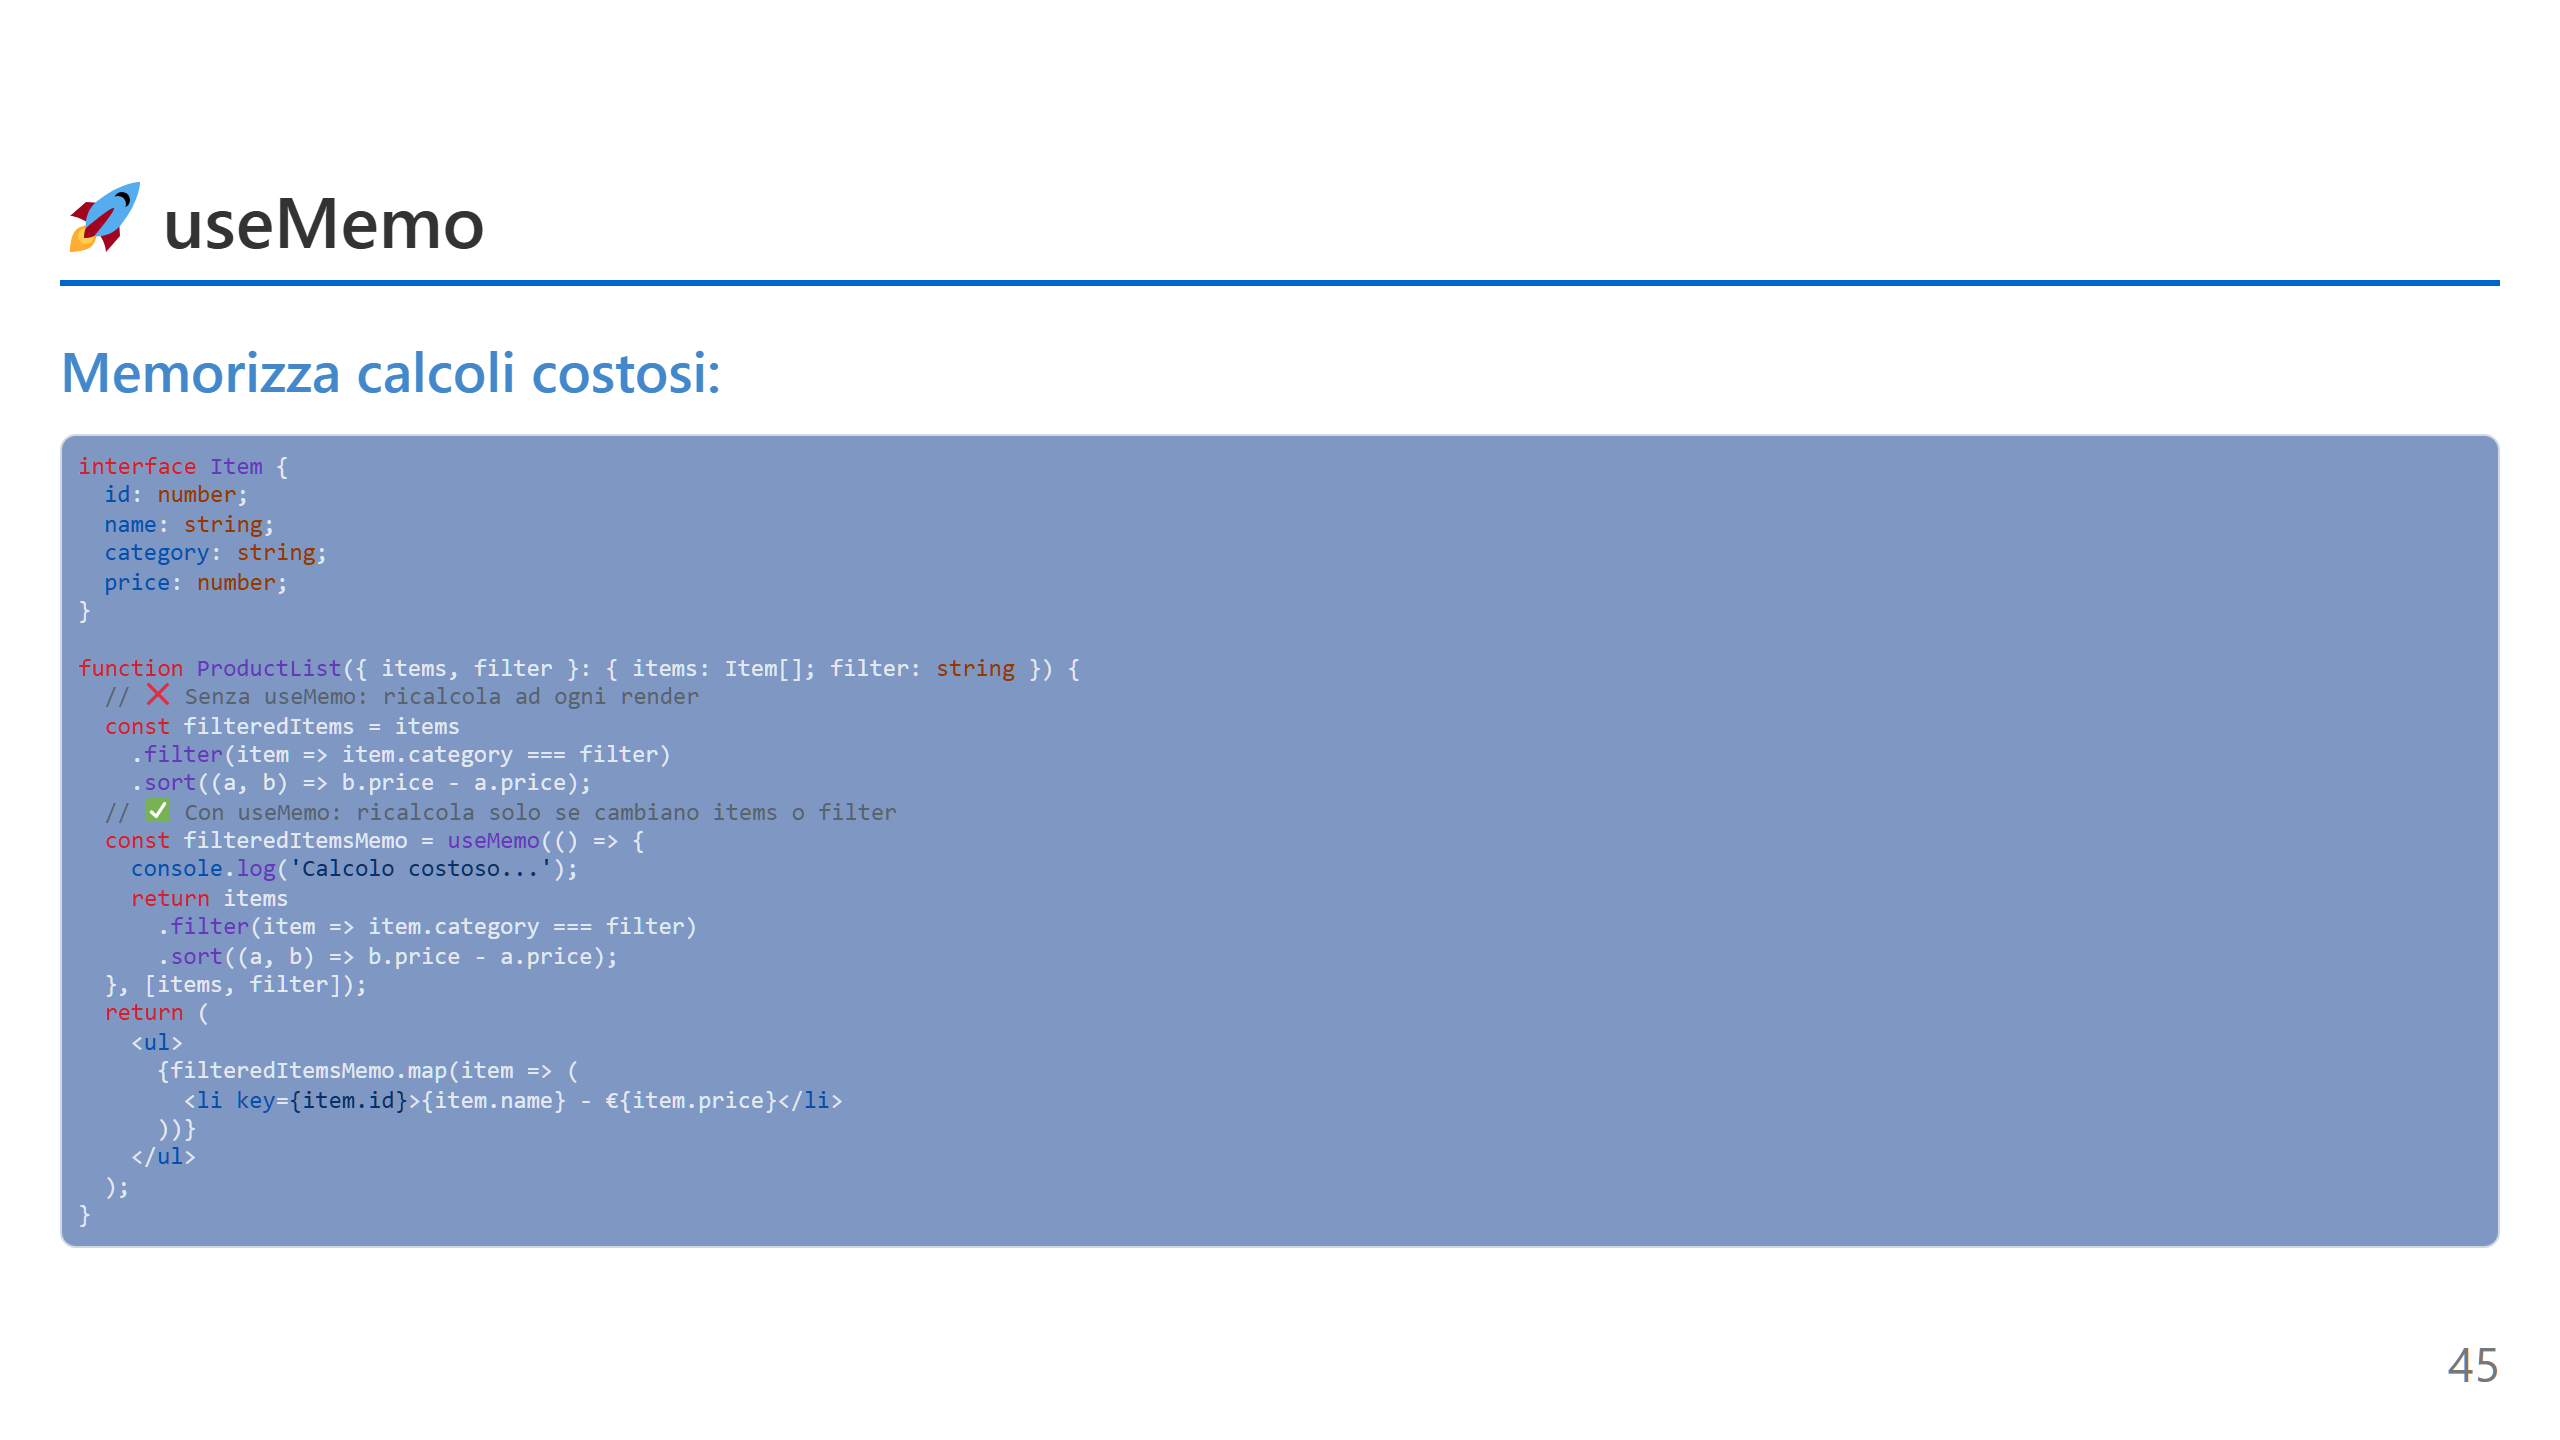 🚀 useMemo
Memorizza calcoli costosi:
interface Item {
  id: number;
  name: string;
  category: string;
  price: number;
}

function ProductList({ items, filter }: { items: Item[]; filter: string }) {
  // ❌ Senza useMemo: ricalcola ad ogni render
  const filteredItems = items
    .filter(item => item.category === filter)
    .sort((a, b) => b.price - a.price);
  // ✅ Con useMemo: ricalcola solo se cambiano items o filter
  const filteredItemsMemo = useMemo(() => {
    console.log('Calcolo costoso...');
    return items
      .filter(item => item.category === filter)
      .sort((a, b) => b.price - a.price);
  }, [items, filter]);
  return (
    <ul>
      {filteredItemsMemo.map(item => (
        <li key={item.id}>{item.name} - €{item.price}</li>
      ))}
    </ul>
  );
}
45